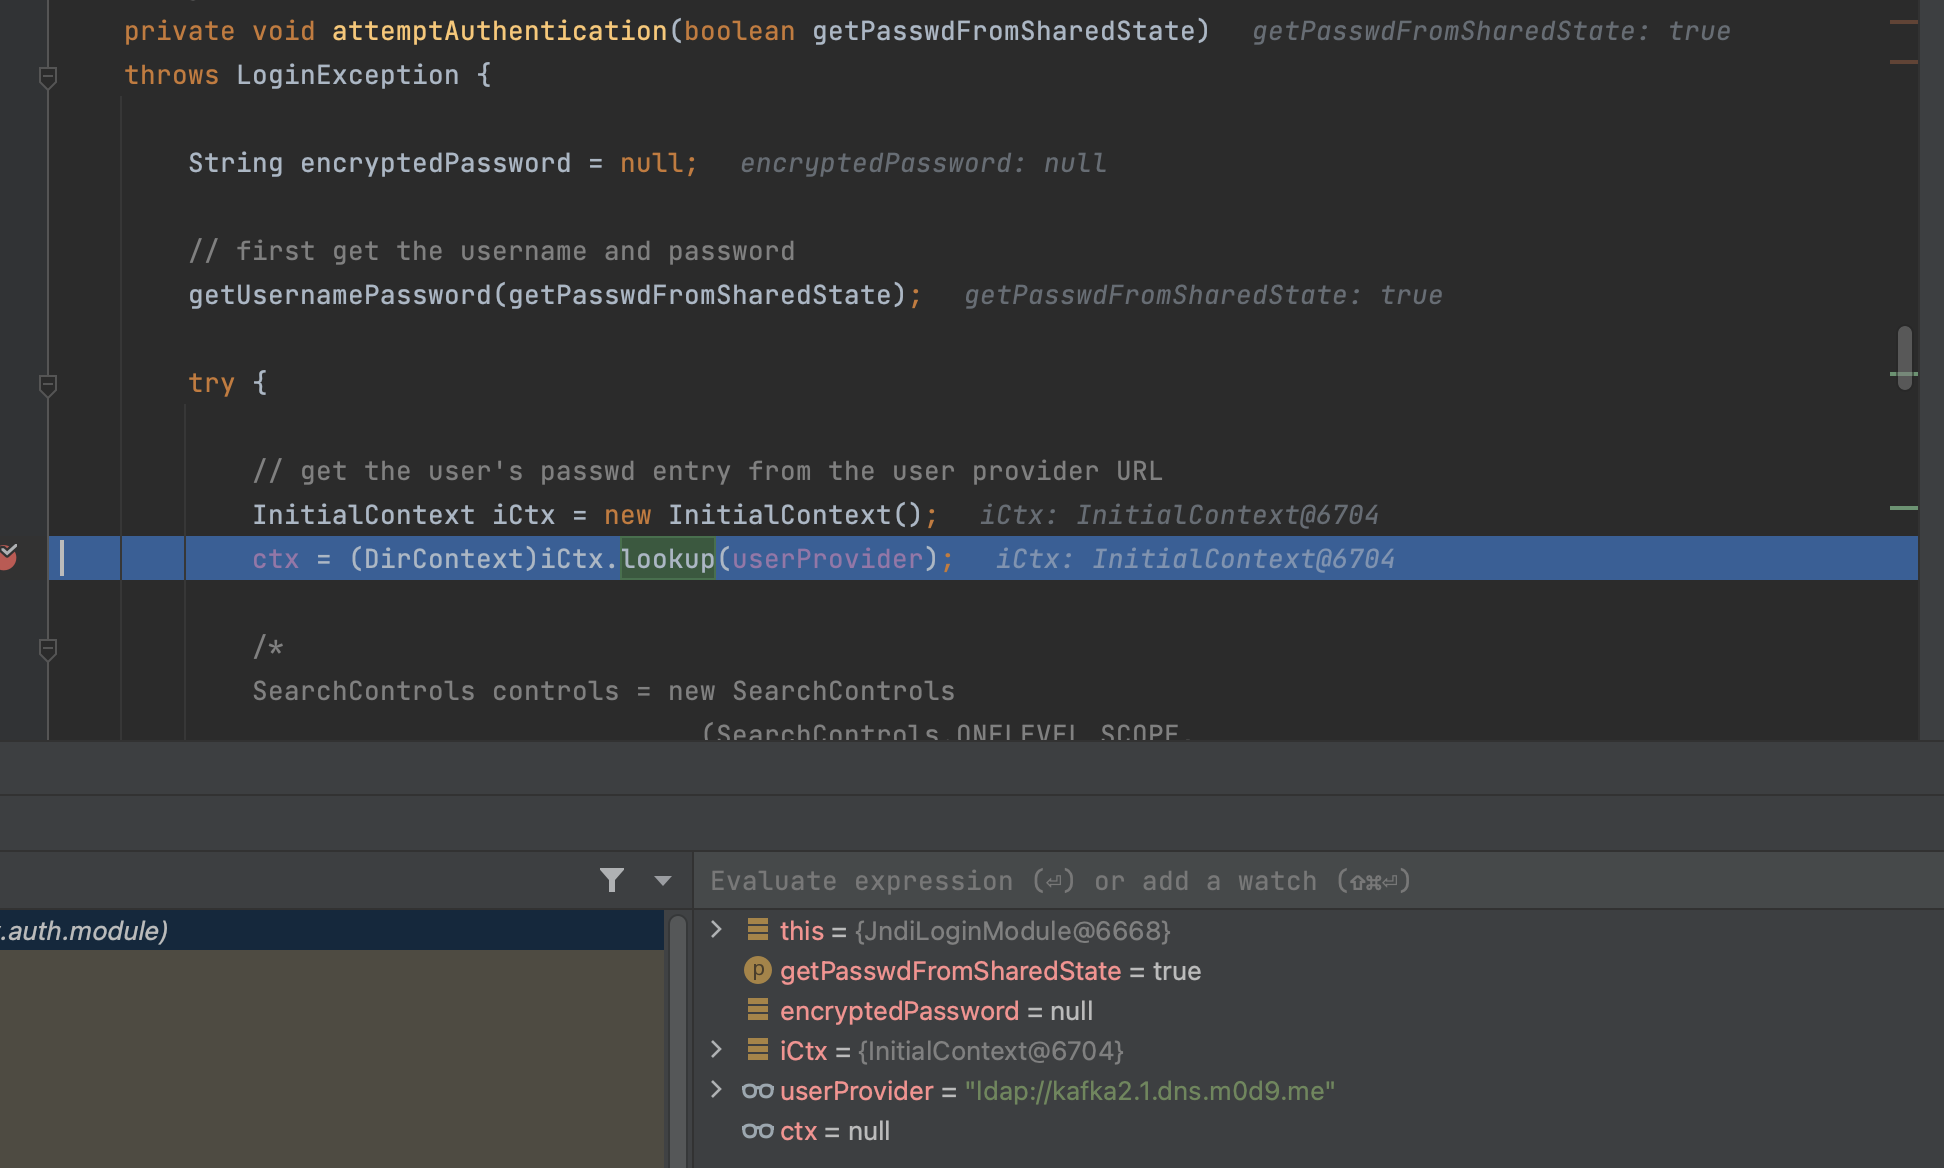 private void attemptAuthentication(boolean getPasswdFromSharedState) getPasswdFromSharedState: true
throws LoginException {
String encryptedPassword = null; encryptedPassword: null
// first get the username and password
getUsernamePassword(getPasswdFromSharedState); getPasswdFromSharedState: true
try {
// get the user's passwd entry from the user provider URL
InitialContext iCtx = new InitialContext(); iCtx: InitialContext@6704
ctx = (DirContext)iCtx.lookup(userProvider); iCtx: InitialContext@6704
/*
SearchControls controls = new SearchControls
(SearchControls.ONELEVEL_SCOPE,
Evaluate expression (⏎) or add a watch (⇧⌘⏎)
.auth.module)
this = {JndiLoginModule@6668}
p getPasswdFromSharedState = true
encryptedPassword = null
iCtx = {InitialContext@6704}
userProvider = "ldap://kafka2.1.dns.m0d9.me"
ctx = null